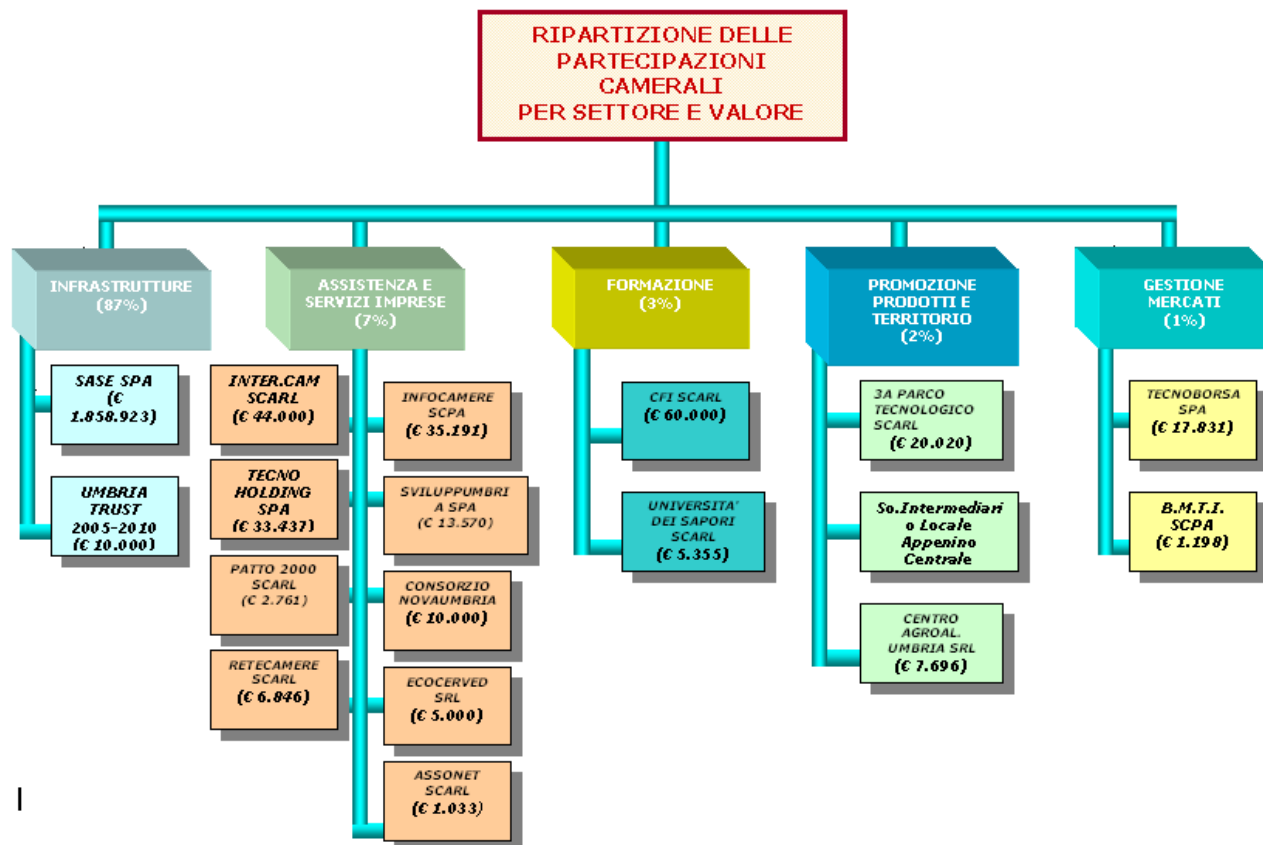 RIPARTIZIONE DELLE
PARTECIPAZIONI
CAMERALI
PER SETTORE E VALORE
INFRASTRUTTURE
(87%)
SASE SPA
(€
1.858.923)
UMBRIA
TRUST
2005-2010
(€ 10.000)
ASSISTENZA E
SERVIZI IMPRESE
(7%)
INTER.CAM
SCARL
(€ 44.000)
TECNO
HOLDING
SPA
(€ 33.437)
PATTO 2000
SCARL
(€ 2.761)
RETECAMERE
SCARL
(€ 6.846)
INFOCAMERE
SCPA
(€ 35.191)
SVILUPPUMBRI
A SPA
(€ 13.570)
CONSORZIO
NOVAUMBRIA
(€ 10.000)
ECOCERVED
SRL
(€ 5.000)
ASSONET
SCARL
(€ 1.033)
FORMAZIONE
(3%)
CFI SCARL
(€ 60.000)
UNIVERSITA'
DEI SAPORI
SCARL
(€ 5.355)
PROMOZIONE
PRODOTTI E
TERRITORIO
(2%)
3A PARCO
TECNOLOGICO
SCARL
(€ 20.020)
So.Intermediari
o Locale
Appenino
Centrale
CENTRO
AGROAL.
UMBRIA SRL
(€ 7.696)
GESTIONE
MERCATI
(1%)
TECNOBORSA
SPA
(€ 17.831)
B.M.T.I.
SCPA
(€ 1.198)